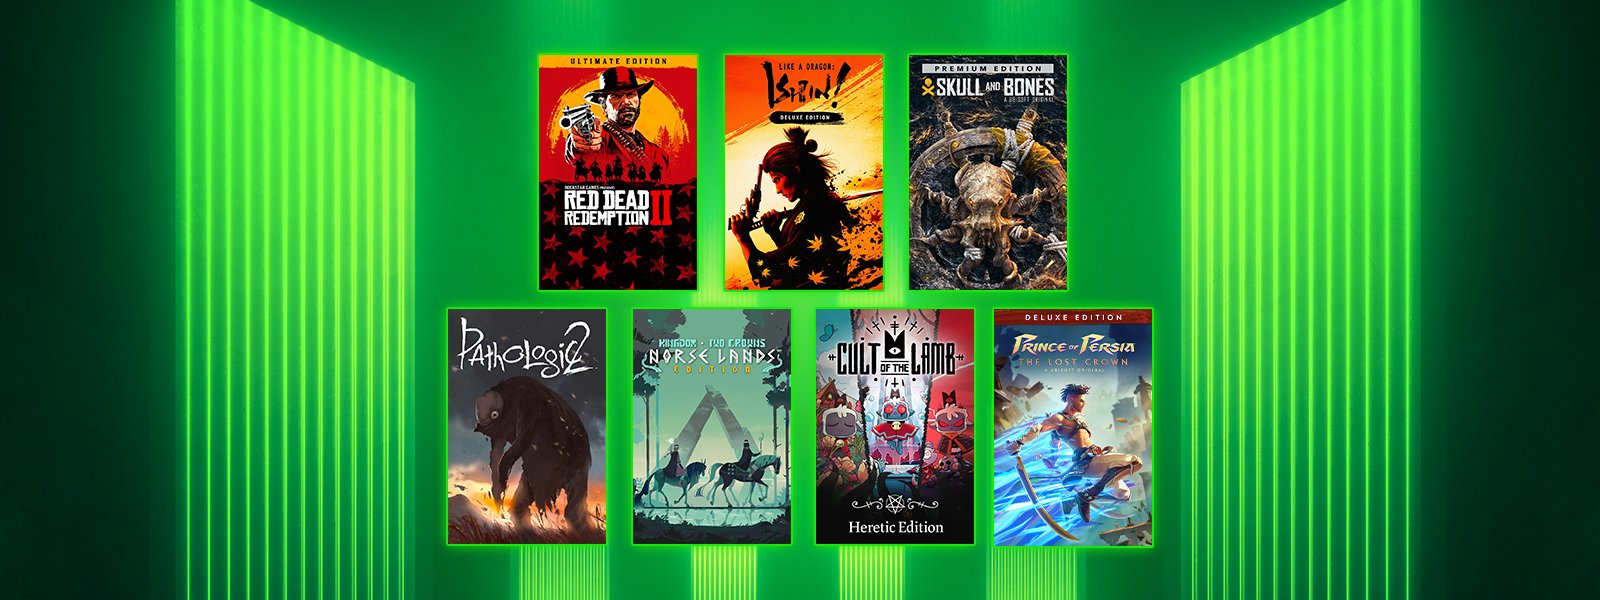 ULTIMATE EDITION
ROCKSTAR GAMES PRESENTS
RED DEAD
REDEMPTION II
LIKE A DRAGON:
ISHIN!
DELUXE EDITION
PREMIUM EDITION
SKULL AND BONES
A UBISOFT ORIGINAL
PAthOLOgiC 2
KINGDOM • TWO CROWNS
NORSE LANDS
EDITION
CULT
OF THE
LAMB
Heretic Edition
DELUXE EDITION
PRINCE OF PERSIA
THE LOST CROWN
A UBISOFT ORIGINAL